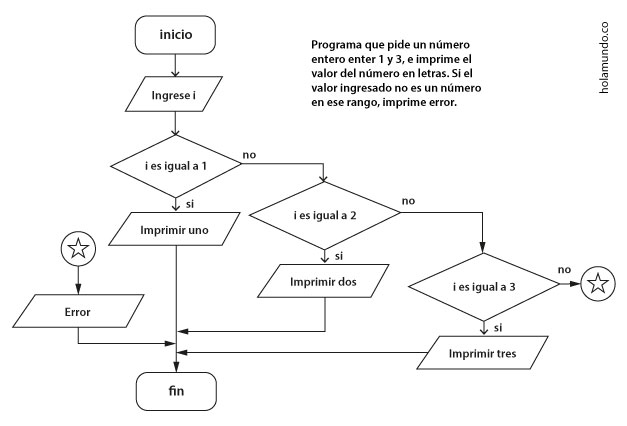 inicio
Programa que pide un número
entero enter 1 y 3, e imprime el
valor del número en letras. Si el
valor ingresado no es un número
en ese rango, imprime error.
holamundo.co
Ingrese i
i es igual a 1
no
si
Imprimir uno
i es igual a 2
no
si
Imprimir dos
i es igual a 3
no
si
Imprimir tres
Error
fin